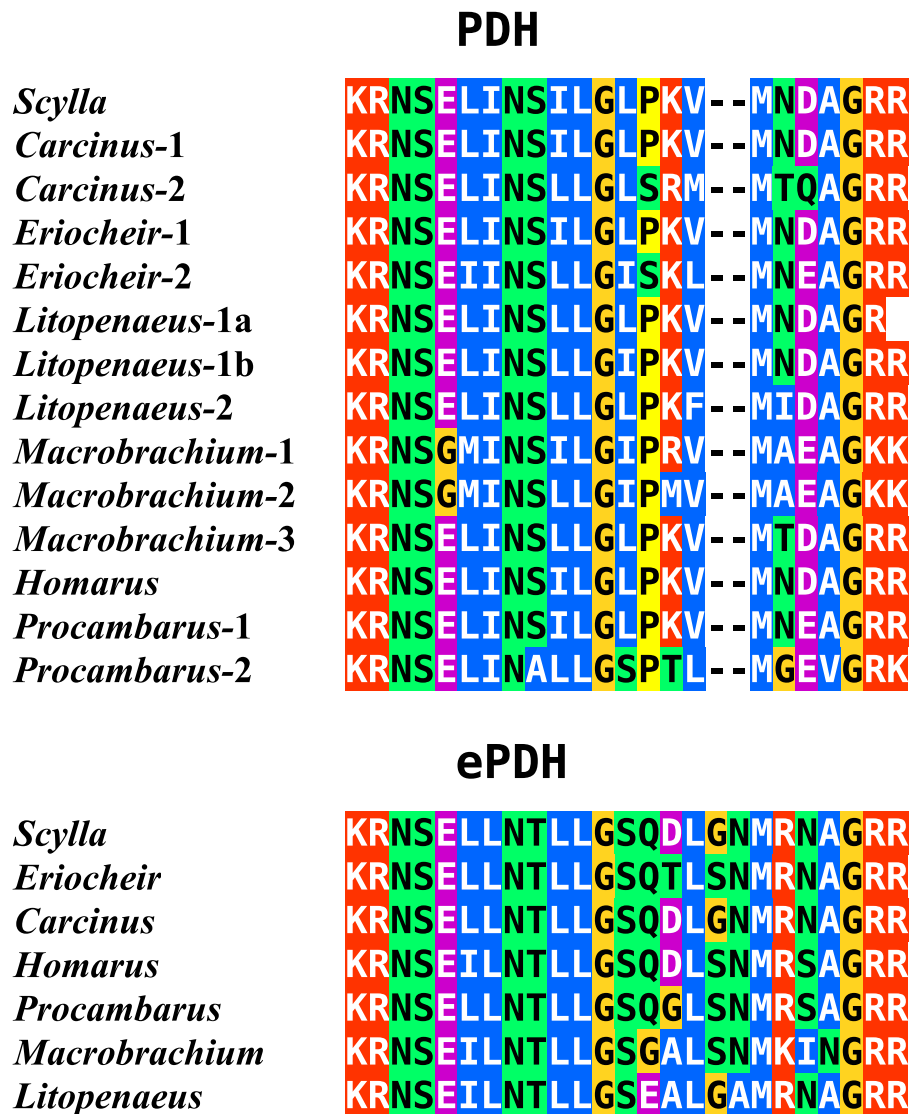 PDH
Scylla KRNSELINSILGLPKV--MNDAGRR
Carcinus-1 KRNSELINSILGLPKV--MNDAGRR
Carcinus-2 KRNSELINSLLGLSRM--MTQAGRR
Eriocheir-1 KRNSELINSLLGLPKV--MNDAGRR
Eriocheir-2 KRNSEIINSLLGISKL--MNEAGRR
Litopenaeus-1a KRNSELINSLLGLPKV--MNDAGR
Litopenaeus-1b KRNSELINSLLGIPKV--MNDAGRR
Litopenaeus-2 KRNSELINSLLGLPKF--MIDAGRR
Macrobrachium-1 KRNSGMINSILGIPRV--MAEAGKK
Macrobrachium-2 KRNSGMINSLLGIPMV--MAEAGKK
Macrobrachium-3 KRNSELINSLLGLPKV--MTDAGRR
Homarus KRNSELINSILGLPKV--MNDAGRR
Procambarus-1 KRNSELINSILGLPKV--MNEAGRR
Procambarus-2 KRNSELINALLGSPTL--MGEVGRK
ePDH
Scylla KRNSELLNTLLGSQDLGNMRNAGRR
Eriocheir KRNSELLNTLLGSQTLSNMRNAGRR
Carcinus KRNSELLNTLLGSQDLGNMRNAGRR
Homarus KRNSEILNTLLGSQDLSNMRSAGRR
Procambarus KRNSELLNTLLGSQGLSNMRSAGRR
Macrobrachium KRNSEILNTLLGSGALSNMKINGRR
Litopenaeus KRNSEILNTLLGSEALGAMRNAGRR